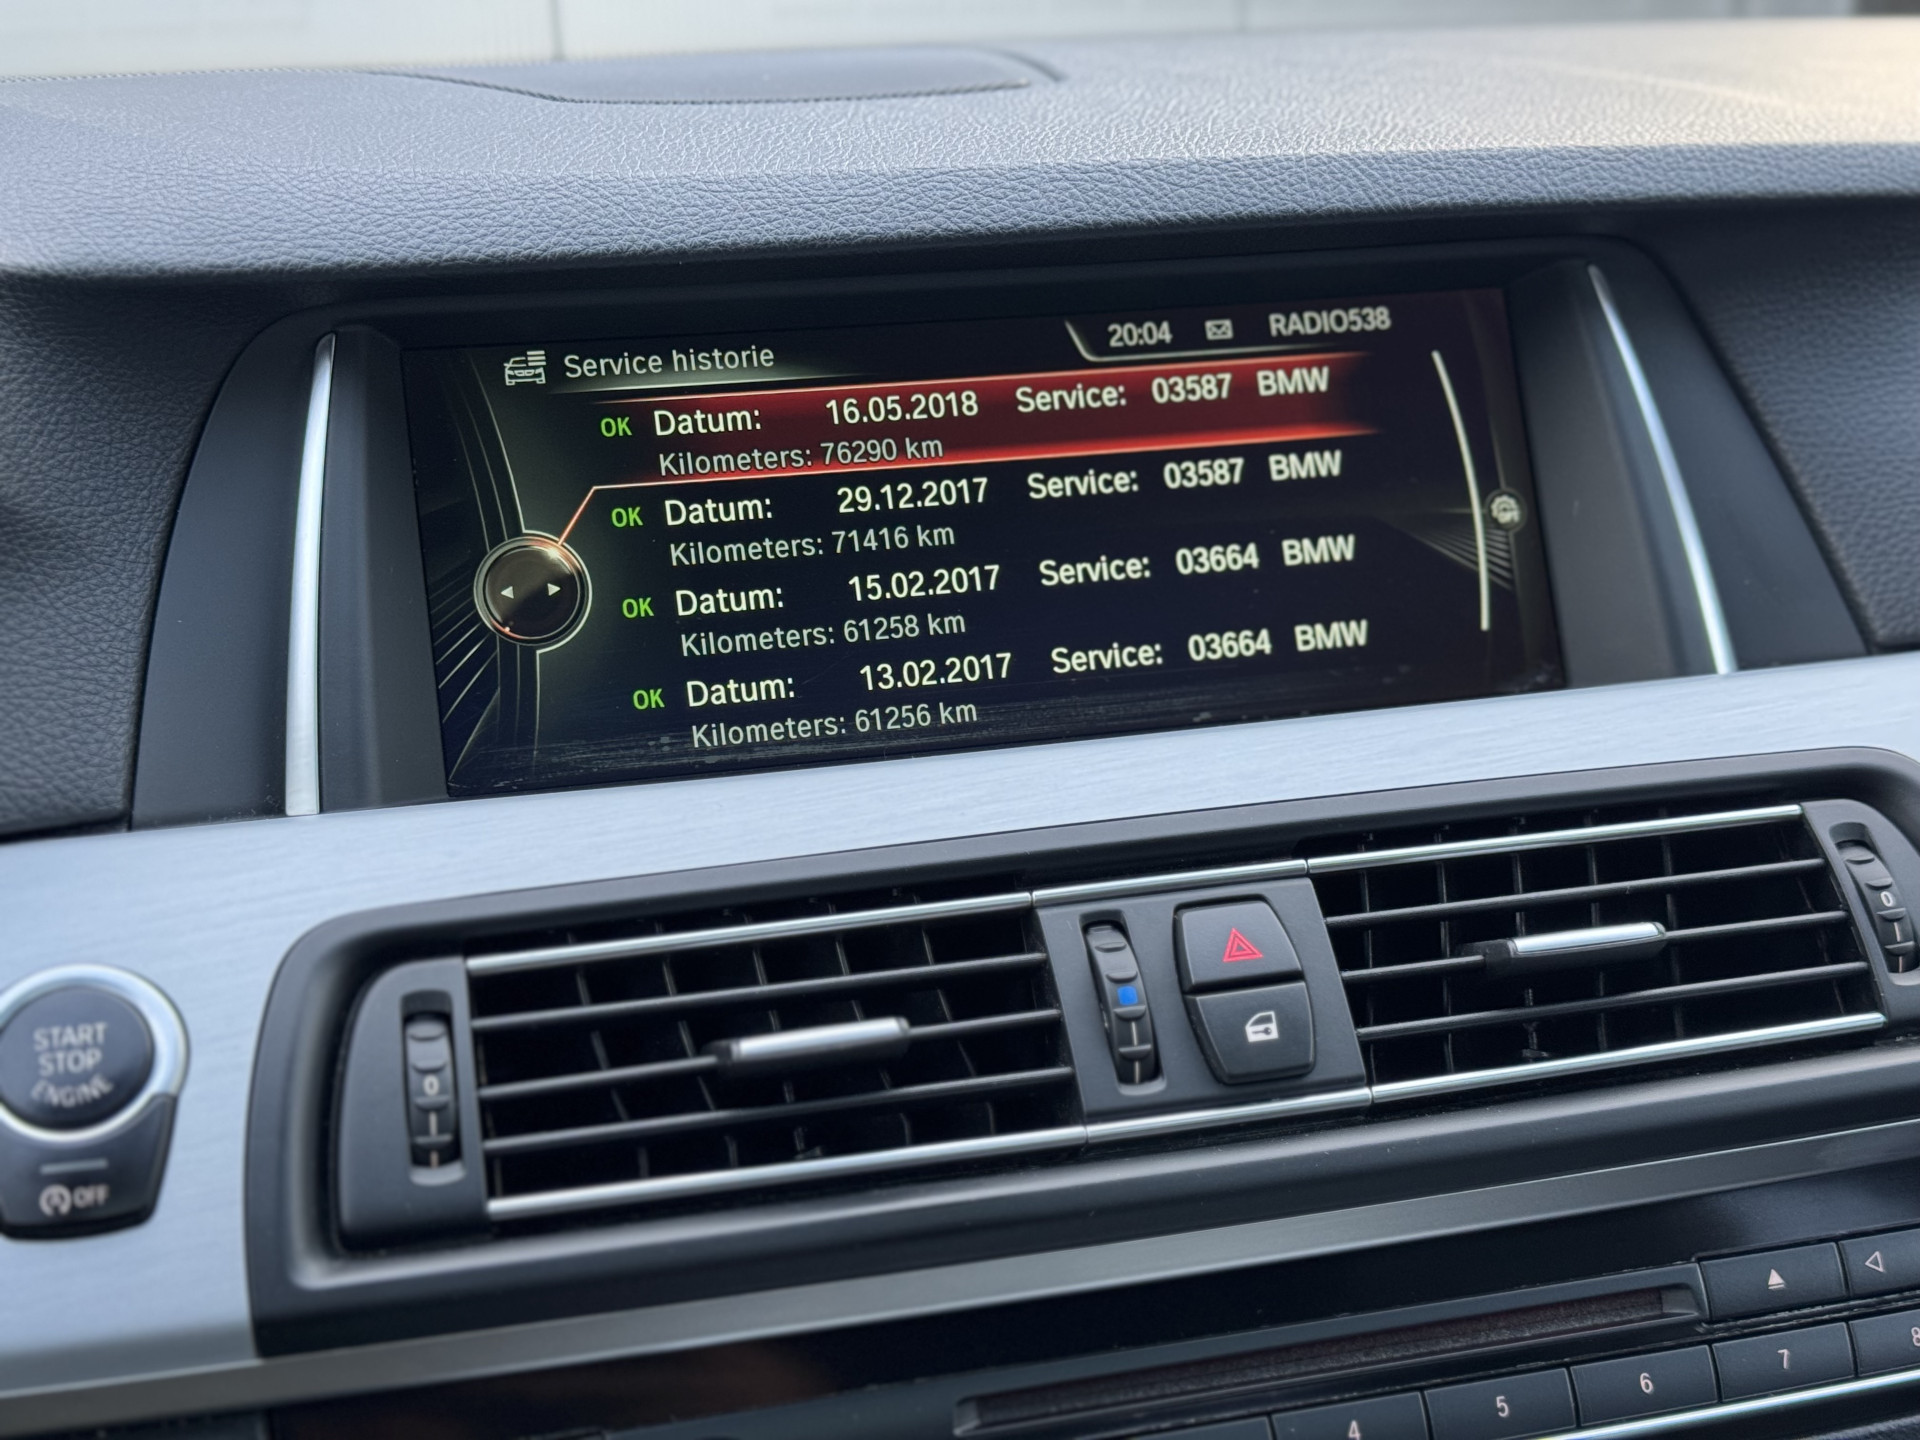 20:04 RADIO538
Service historie
OK Datum: 16.05.2018 Service: 03587 BMW
Kilometers: 76290 km
OK Datum: 29.12.2017 Service: 03587 BMW
Kilometers: 71416 km
OK Datum: 15.02.2017 Service: 03664 BMW
Kilometers: 61258 km
OK Datum: 13.02.2017 Service: 03664 BMW
Kilometers: 61256 km
0
0
START
STOP
ENGINE
OFF
4 5 6 7 8